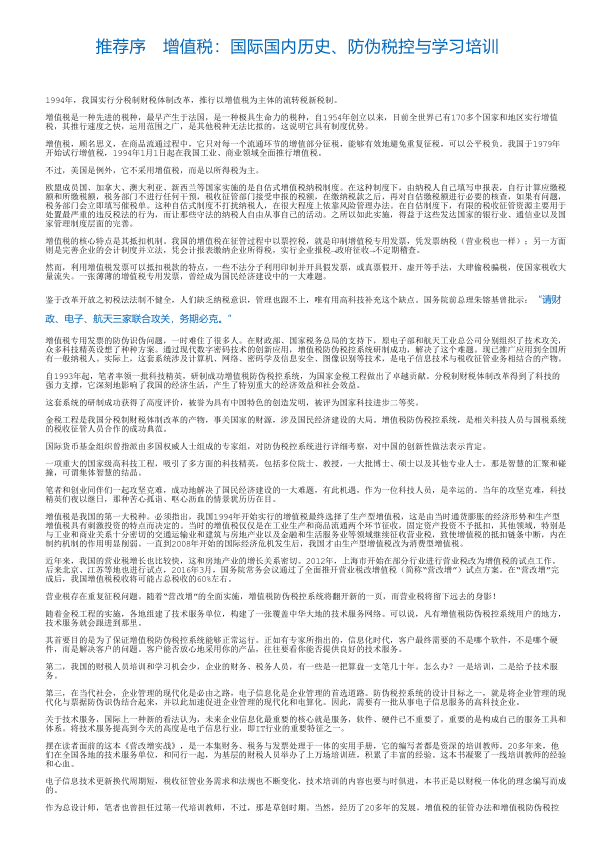 推荐序　增值税：国际国内历史、防伪税控与学习培训
1994年，我国实行分税制财税体制改革，推行以增值税为主体的流转税新税制。
增值税是一种先进的税种，最早产生于法国，是一种极具生命力的税种，自1954年创立以来，目前全世界已有170多个国家和地区实行增值
税，其推行速度之快，运用范围之广，是其他税种无法比拟的。这说明它具有制度优势。
增值税，顾名思义，在商品流通过程中，它只对每一个流通环节的增值部分征税，能够有效地避免重复征税，可以公平税负。我国于1979年
开始试行增值税，1994年1月1日起在我国工业、商业领域全面推行增值税。
不过，美国是例外，它不采用增值税，而是以所得税为主。
欧盟成员国、加拿大、澳大利亚、新西兰等国家实施的是自估式增值税纳税制度。在这种制度下，由纳税人自己填写申报表，自行计算应缴税
额和所缴税额，税务部门不进行任何干预，税收征管部门接受申报的税额。在缴纳税款之后，再对自估缴税额进行必要的核查，如果有问题，
税务部门会立即填写催税单。这种自估式制度不打扰纳税人，在很大程度上依靠风险管理办法。在自估制度下，有限的税收征管资源主要用于
处置最严重的违反税法的行为，而让那些守法的纳税人自由从事自己的活动。之所以如此实施，得益于这些发达国家的银行业、通信业以及国
家管理制度层面的完善。
增值税的核心特点是其抵扣机制。我国的增值税在征管过程中以票控税，就是印制增值税专用发票，凭发票纳税（营业税也一样）；另一方面
则是完善企业的会计制度并立法，凭会计报表缴纳企业所得税，实行企业报税→政府征收→不定期稽查。
然而，利用增值税发票可以抵扣税款的特点，一些不法分子利用印制并开具假发票，或真票假开、虚开等手法，大肆偷税骗税，使国家税收大
量流失。一张薄薄的增值税专用发票，曾经成为我国国民经济建设中的一大难题。
鉴于改革开放之初税法法制不健全，人们缺乏纳税意识，管理也跟不上，唯有用高科技补充这个缺点。国务院前总理朱镕基曾批示：“请财
政、电子、航天三家联合攻关，务期必克。”
增值税专用发票的防伪识伪问题，一时难住了很多人。在财政部、国家税务总局的支持下，原电子部和航天工业总公司分别组织了技术攻关，
众多科技精英设想了种种方案。通过现代数字密码技术的创新应用，增值税防伪税控系统研制成功，解决了这个难题。现已推广应用到全国所
有一般纳税人。实际上，这套系统涉及计算机、网络、密码学及信息安全、图像识别等技术，是电子信息技术与税收征管业务相结合的产物。
自1993年起，笔者率领一批科技精英，研制成功增值税防伪税控系统，为国家金税工程做出了卓越贡献。分税制财税体制改革得到了科技的
强力支撑，它深刻地影响了我国的经济生活，产生了特别重大的经济效益和社会效益。
这套系统的研制成功获得了高度评价，被誉为具有中国特色的创造发明，被评为国家科技进步二等奖。
金税工程是我国分税制财税体制改革的产物，事关国家的财源，涉及国民经济建设的大局。增值税防伪税控系统，是相关科技人员与国税系统
的税收征管人员合作的成功典范。
国际货币基金组织曾指派由多国权威人士组成的专家组，对防伪税控系统进行详细考察，对中国的创新性做法表示肯定。
一项重大的国家级高科技工程，吸引了多方面的科技精英，包括多位院士、教授，一大批博士、硕士以及其他专业人士，那是智慧的汇聚和碰
撞，可谓集体智慧的结晶。
笔者和创业同伴们一起攻坚克难，成功地解决了国民经济建设的一大难题，有此机遇，作为一位科技人员，是幸运的。当年的攻坚克难，科技
精英们夜以继日，那种苦心孤诣、呕心沥血的情景犹历历在目。
增值税是我国的第一大税种。必须指出，我国1994年开始实行的增值税最终选择了生产型增值税，这是由当时通货膨胀的经济形势和生产型
增值税具有刺激投资的特点而决定的。当时的增值税仅仅是在工业生产和商品流通两个环节征收，固定资产投资不予抵扣，其他领域，特别是
与工业和商业关系十分密切的交通运输业和建筑与房地产业以及金融和生活服务业等领域继续征收营业税，致使增值税的抵扣链条中断，内在
制约机制的作用明显削弱。一直到2008年开始的国际经济危机发生后，我国才由生产型增值税改为消费型增值税。
近年来，我国的营业税增长也比较快，这和房地产业的增长关系密切。2012年，上海市开始在部分行业进行营业税改为增值税的试点工作。
后来北京、江苏等地也进行试点，2016年3月，国务院常务会议通过了全面推开营业税改增值税（简称“营改增”）试点方案。在“营改增”完
成后，我国增值税税收将可能占总税收的60%左右。
营业税存在重复征税问题。随着“营改增”的全面实施，增值税防伪税控系统将翻开新的一页，而营业税将留下远去的身影！
随着金税工程的实施，各地组建了技术服务单位，构建了一张覆盖中华大地的技术服务网络。可以说，凡有增值税防伪税控系统用户的地方，
技术服务就会跟进到那里。
其首要目的是为了保证增值税防伪税控系统能够正常运行。正如有专家所指出的，信息化时代，客户最终需要的不是哪个软件，不是哪个硬
件，而是解决客户的问题。客户能否放心地采用你的产品，往往要看你能否提供良好的技术服务。
第二，我国的财税人员培训和学习机会少，企业的财务、税务人员，有一些是一把算盘一支笔几十年。怎么办？一是培训，二是给予技术服
务。
第三，在当代社会，企业管理的现代化是必由之路，电子信息化是企业管理的首选道路。防伪税控系统的设计目标之一，就是将企业管理的现
代化与票据防伪识伪结合起来，并以此加速促进企业管理的现代化和电算化。因此，需要有一批从事电子信息服务的高科技企业。
关于技术服务，国际上一种新的看法认为，未来企业信息化最重要的核心就是服务，软件、硬件已不重要了，重要的是构成自己的服务工具和
体系。将技术服务提高到今天的高度是电子信息行业，即IT行业的重要特征之一。
摆在读者面前的这本《营改增实战》，是一本集财务、税务与发票处理于一体的实用手册，它的编写者都是资深的培训教师。20多年来，他
们在全国各地的技术服务单位，和同行一起，为基层的财税人员举办了上万场培训班，积累了丰富的经验。这本书凝聚了一线培训教师的经验
和心血。
电子信息技术更新换代周期短，税收征管业务需求和法规也不断变化，技术培训的内容也要与时俱进，本书正是以财税一体化的理念编写而成
的。
作为总设计师，笔者也曾担任过第一代培训教师，不过，那是草创时期。当然，经历了20多年的发展，增值税的征管办法和增值税防伪税控